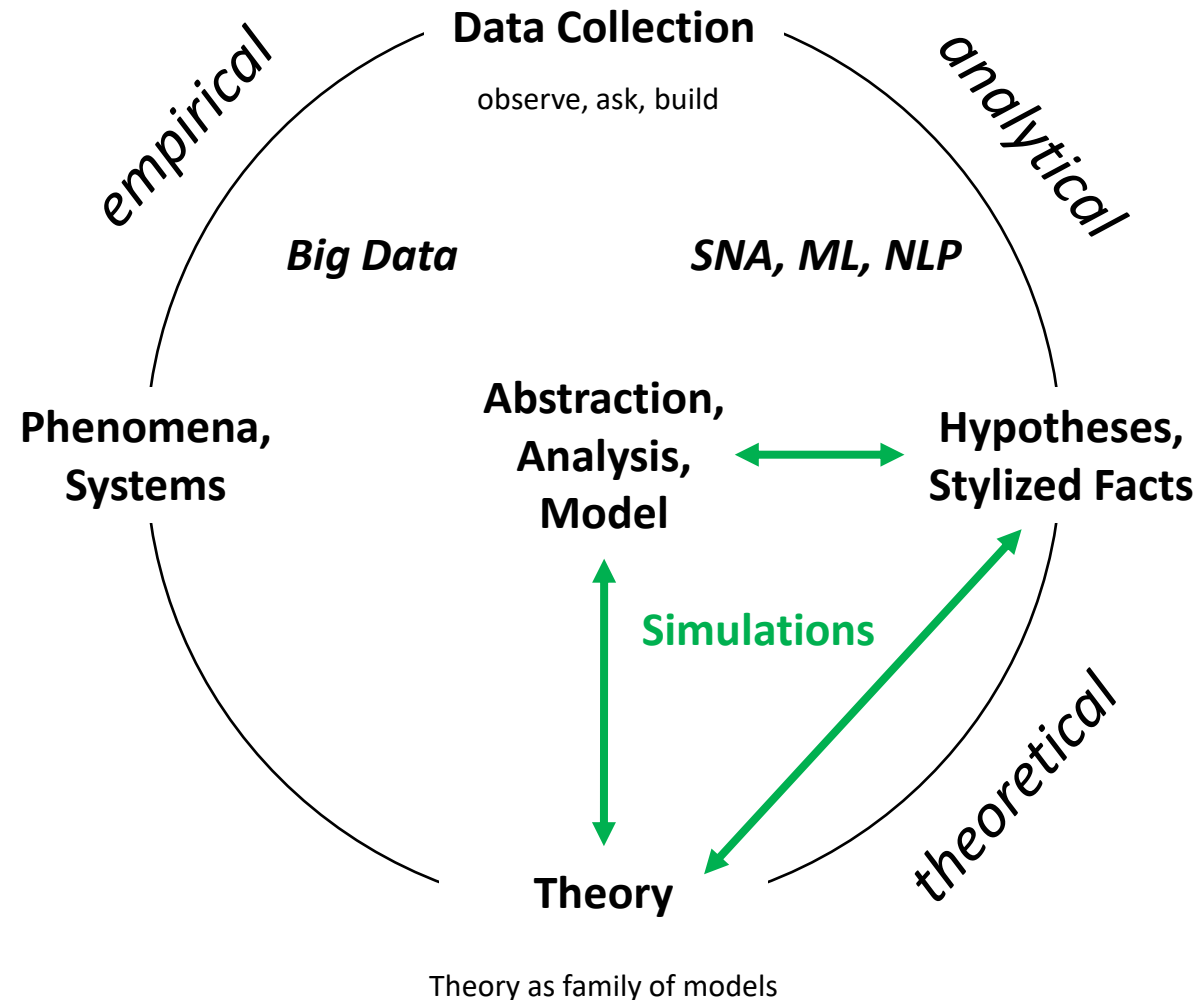 Data Collection
observe, ask, build
empirical
analytical
Big Data
SNA, ML, NLP
Phenomena,
Systems
Abstraction,
Analysis,
Model
Hypotheses,
Stylized Facts
Simulations
theoretical
Theory
Theory as family of models